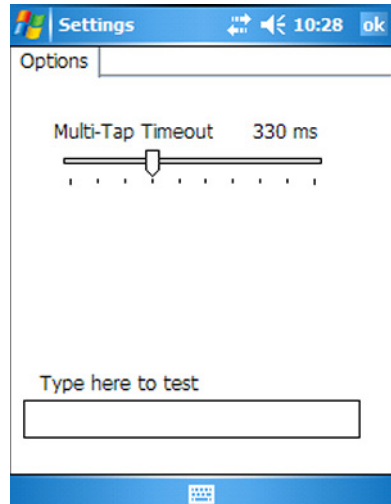 Settings 10:28 ok
Options
Multi-Tap Timeout 330 ms
Type here to test